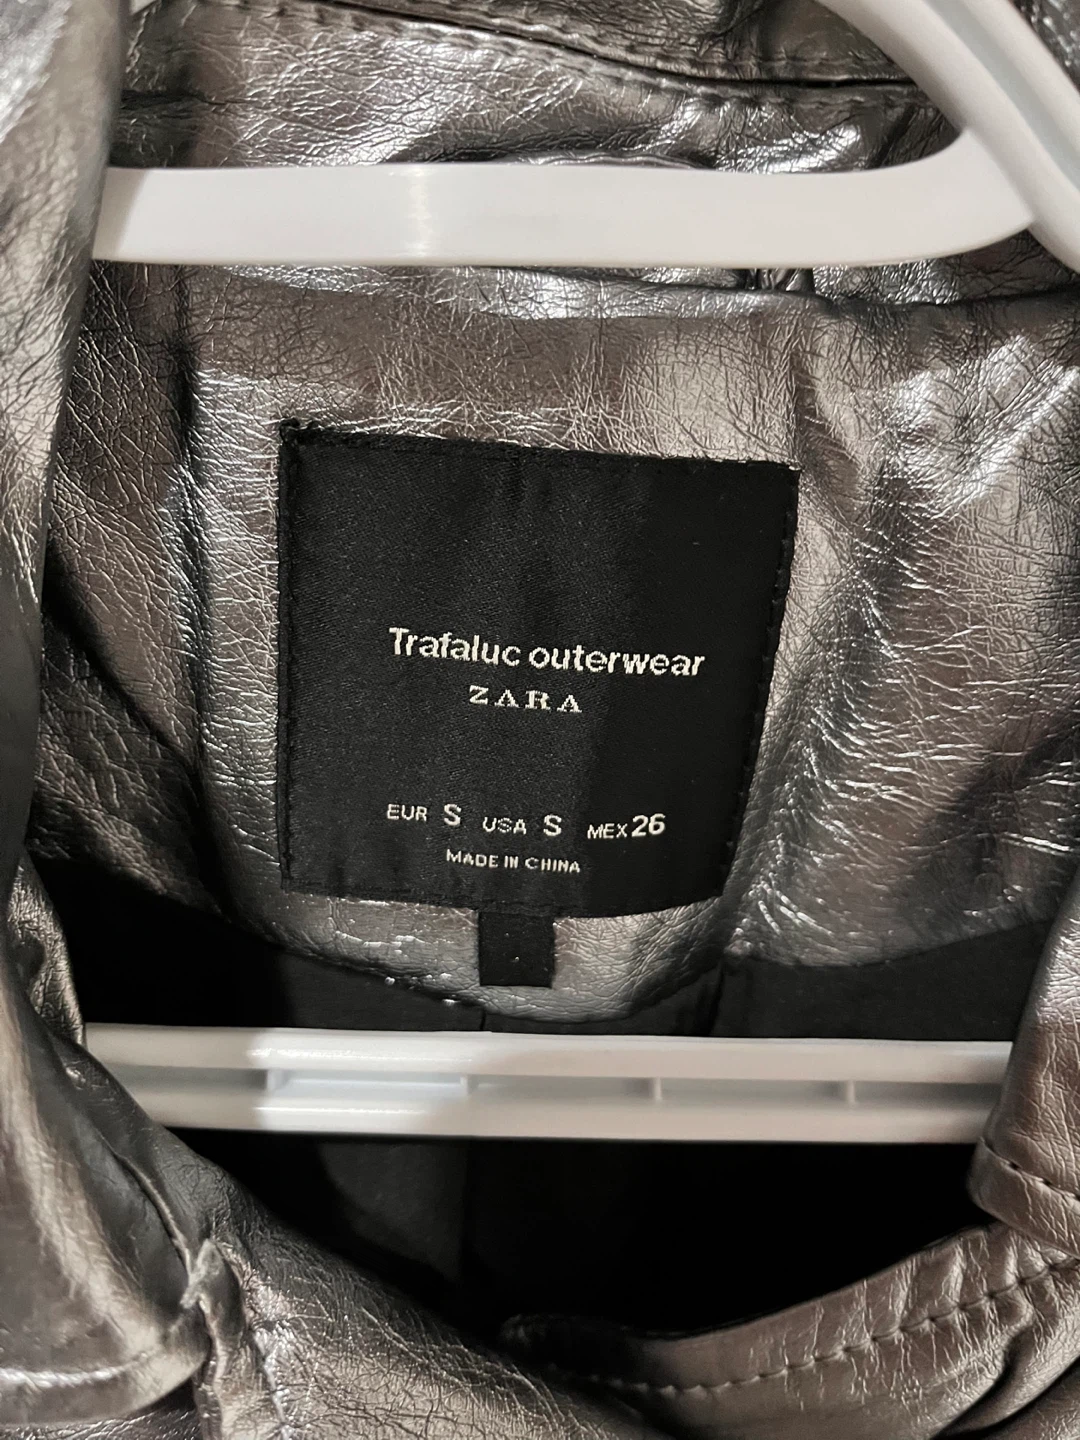 Trafaluc outerwear
ZARA
EUR S USA S MEX 26
MADE IN CHINA